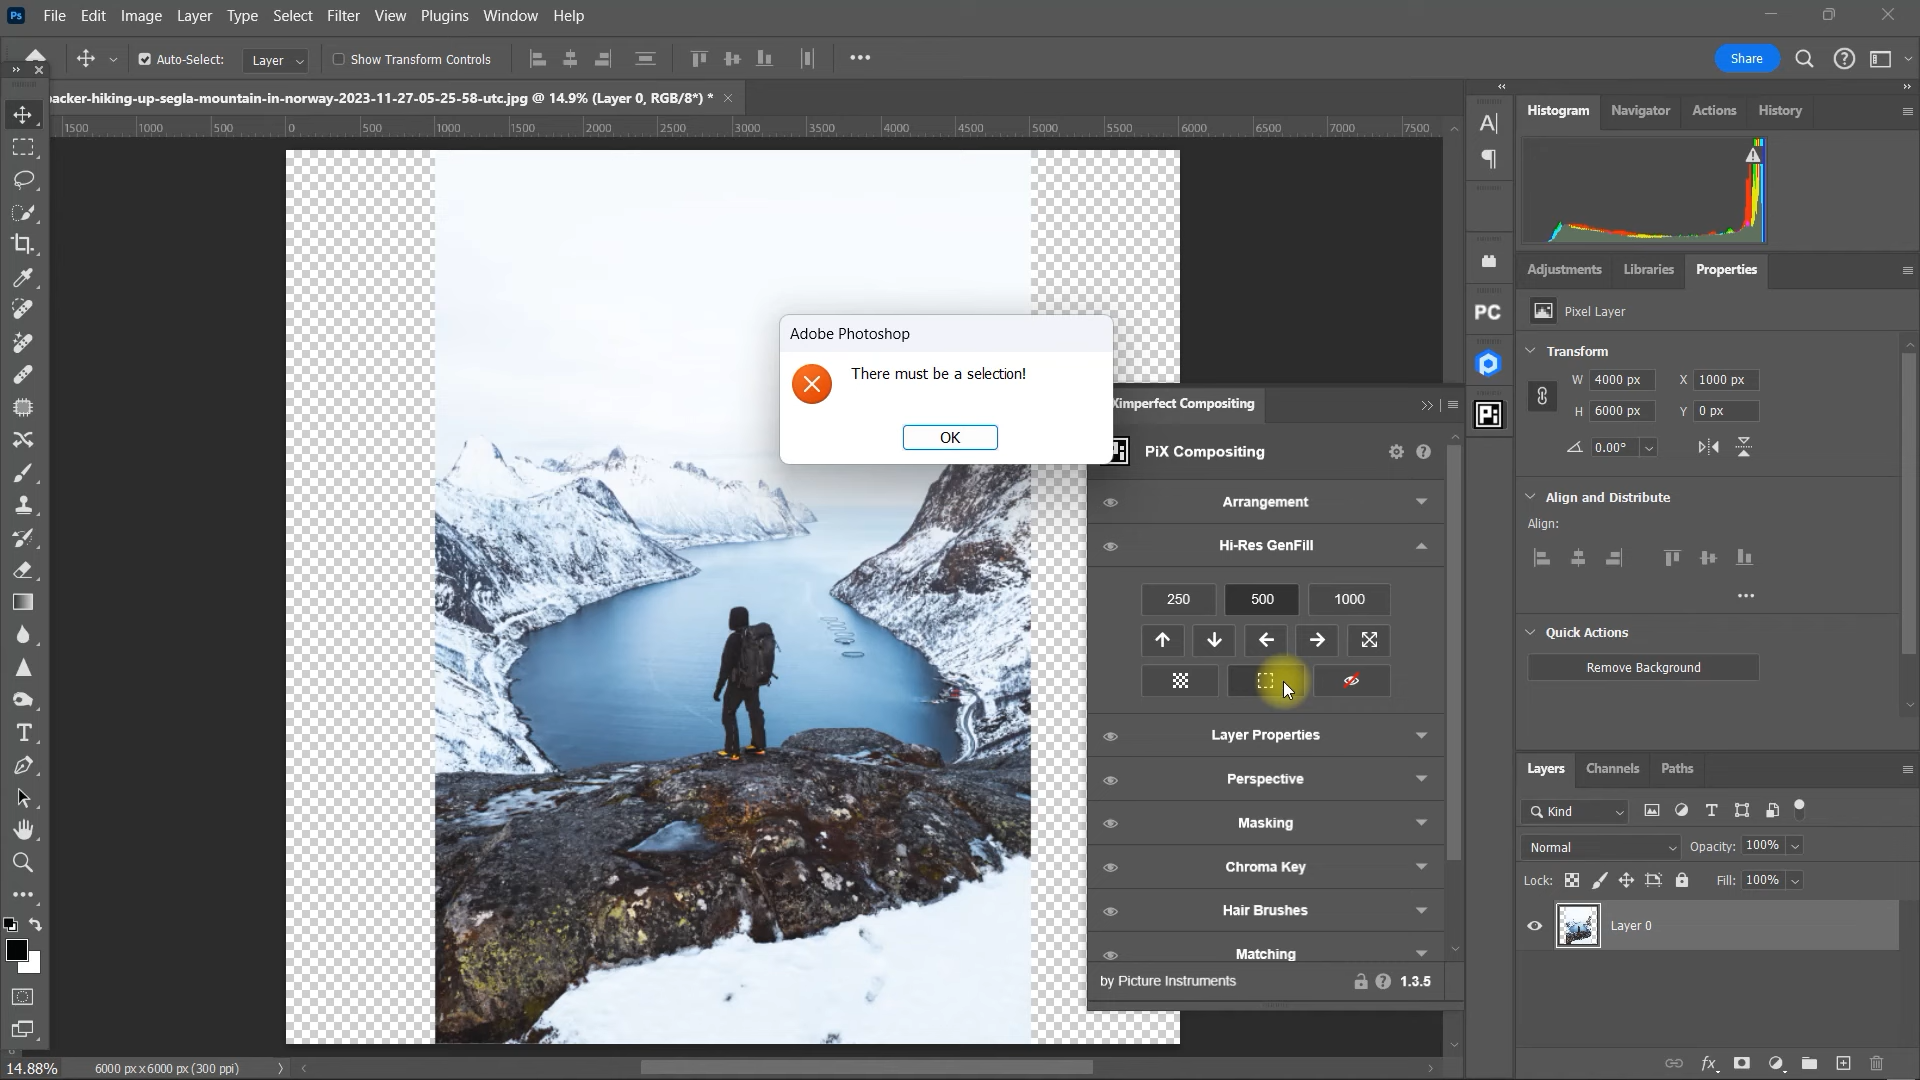 Ps File Edit Image Layer Type Select Filter View Plugins Window Help
Auto-Select: Layer Show Transform Controls Share
acker-hiking-up-segla-mountain-in-norway-2023-11-27-05-25-58-utc.jpg @ 14.9% (Layer 0, RGB/8*) *
1500 1000 500 0 500 1000 1500 2000 2500 3000 3500 4000 4500 5000 5500 6000 6500 7000 7500
Histogram Navigator Actions History
Adjustments Libraries Properties
PC
Pi
Pixel Layer
Transform
W 4000 px X 1000 px
H 6000 px Y 0 px
0.00°
Align and Distribute
Align:
Quick Actions
Remove Background
Adobe Photoshop
There must be a selection!
OK
Ximperfect Compositing
PiX Compositing
Arrangement
Hi-Res GenFill
250 500 1000
Layer Properties
Perspective
Masking
Chroma Key
Hair Brushes
Matching
by Picture Instruments 1.3.5
Layers Channels Paths
Kind
Normal Opacity: 100%
Lock: Fill: 100%
Layer 0
fx
14.88% 6000 px x 6000 px (300 ppi)